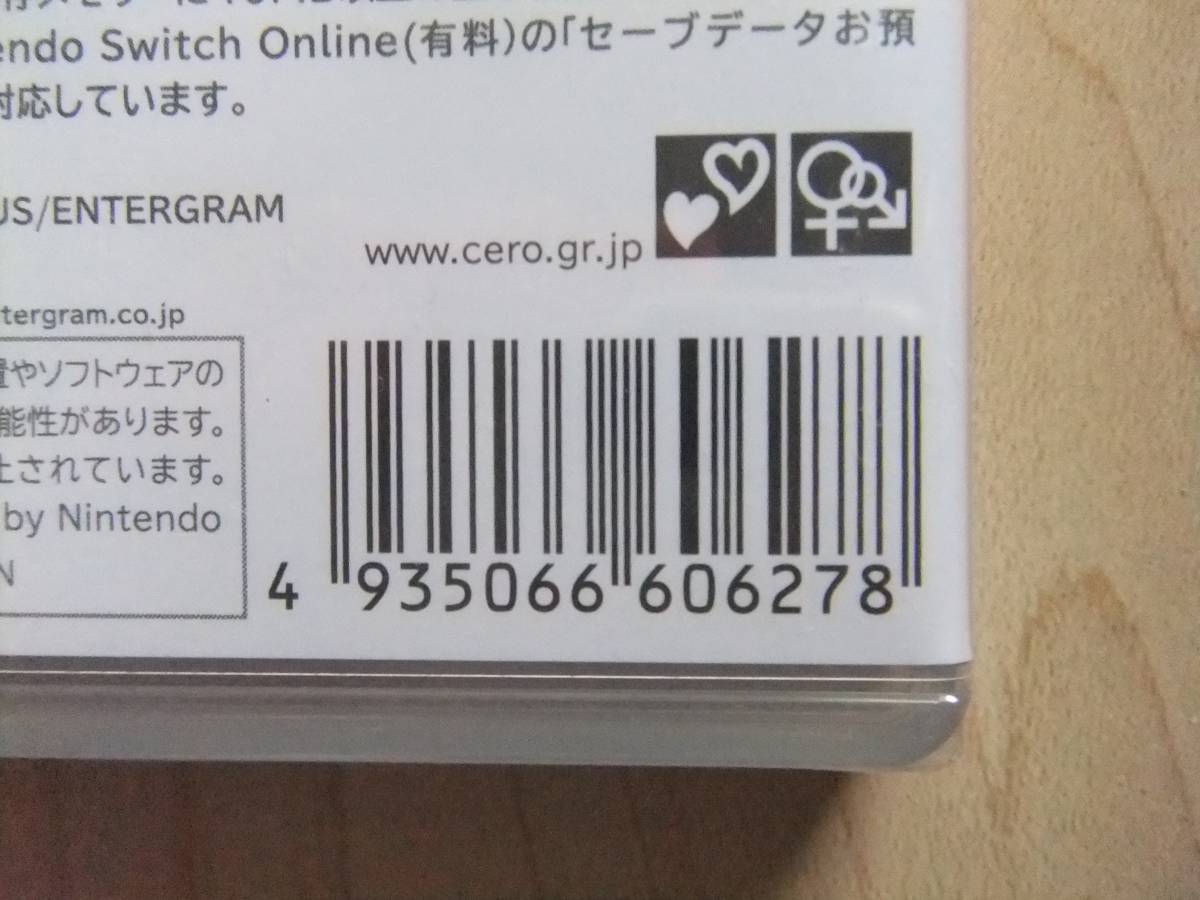 endo Switch Online(有料)の「セーブデータお預
対応しています。
US/ENTERGRAM
www.cero.gr.jp
tergram.co.jp
置やソフトウェアの
能性があります。
止されています。
by Nintendo
N
4 935066 606278